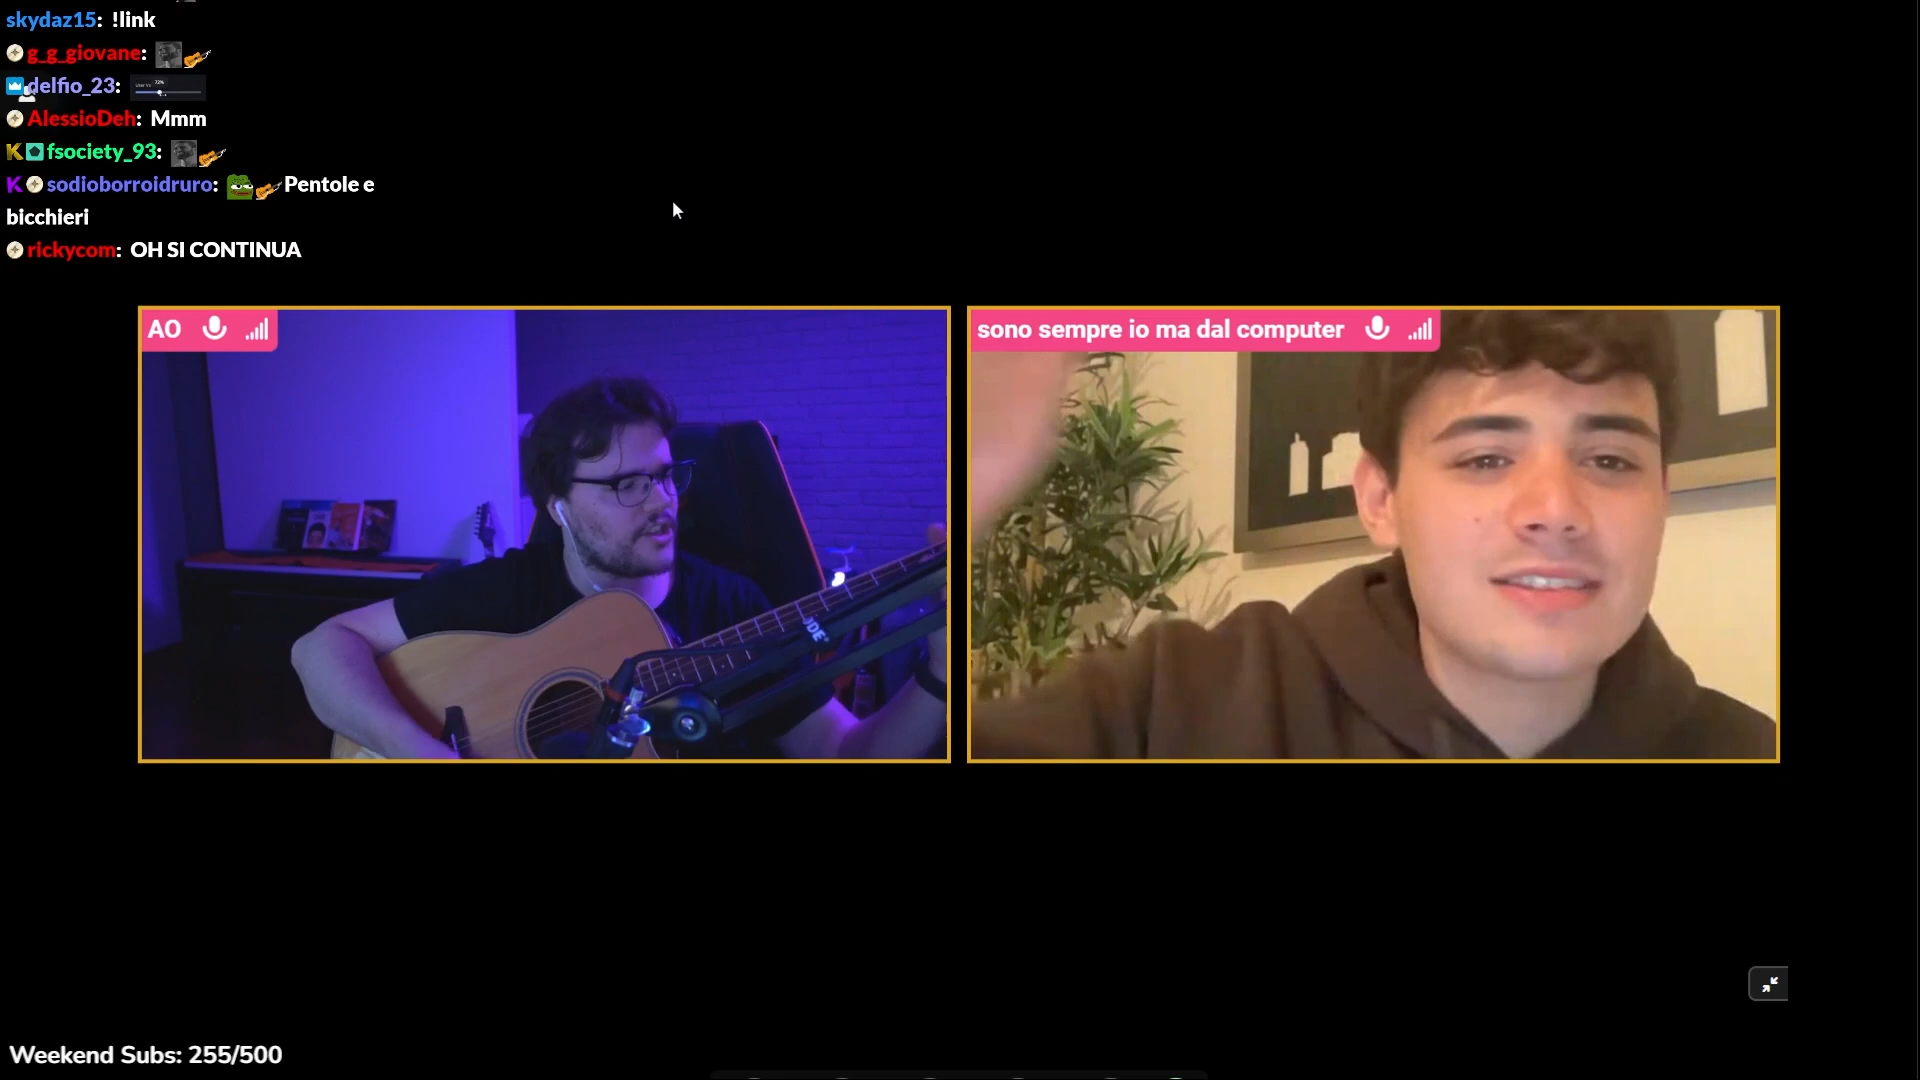 skydaz15: !link
g_g_giovane:
delfio_23:
AlessioDeh: Mmm
fsociety_93:
sodioborroidruro: Pentole e
bicchieri
rickycom: OH SI CONTINUA
AO
sono sempre io ma dal computer
Weekend Subs: 255/500